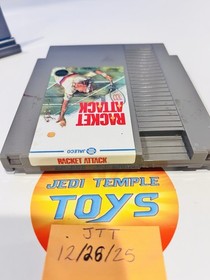 RACKET
ATTACK
JALECO
RACKET ATTACK
JEDI TEMPLE
TOYS
JTT
12/26/25